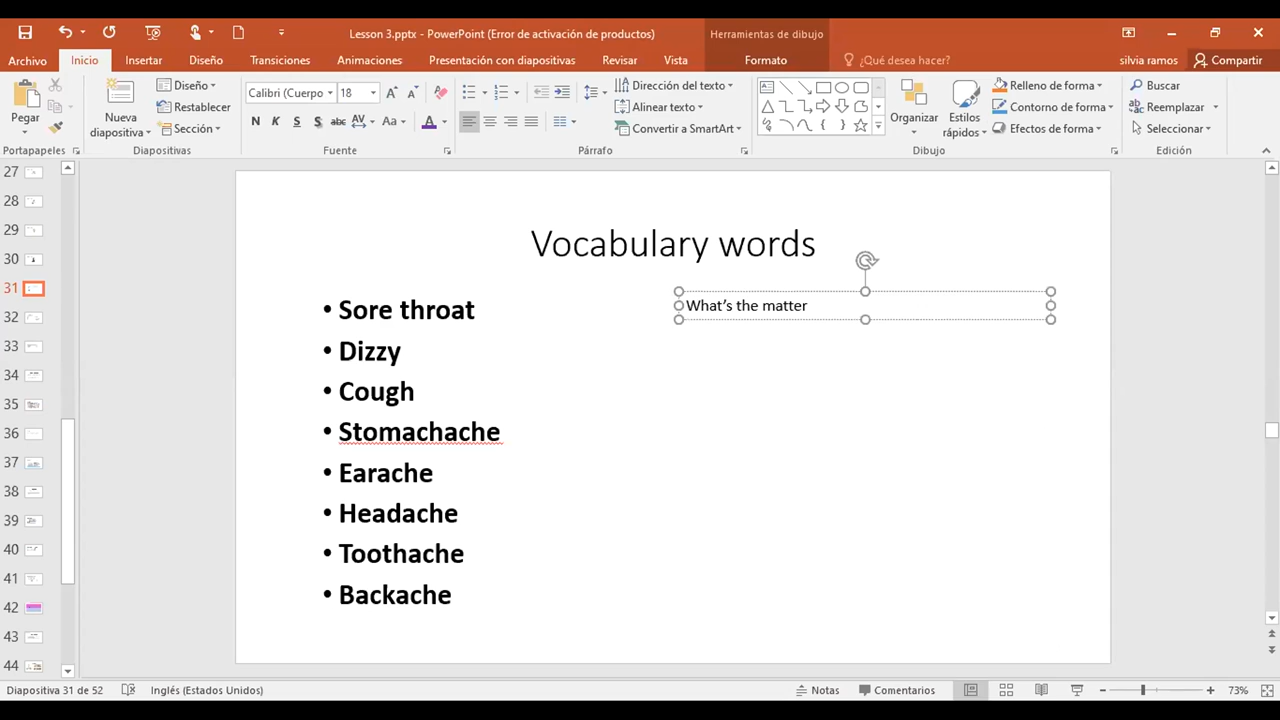 Lesson 3.pptx - PowerPoint (Error de activación de productos)
Herramientas de dibujo
Archivo Inicio Insertar Diseño Transiciones Animaciones Presentación con diapositivas Revisar Vista Formato ¿Qué desea hacer? silvia ramos Compartir
Pegar
Portapapeles
Nueva diapositiva
Diseño
Restablecer
Sección
Diapositivas
Calibri (Cuerpo 18
N K S S abc AV Aa A
Fuente
Párrafo
Dirección del texto
Alinear texto
Convertir a SmartArt
Organizar
Estilos rápidos
Relleno de forma
Contorno de forma
Efectos de forma
Dibujo
Buscar
Reemplazar
Seleccionar
Edición
27
28
29
30
31
32
33
34
35
36
37
38
39
40
41
42
43
44
Vocabulary words
• Sore throat
• Dizzy
• Cough
• Stomachache
• Earache
• Headache
• Toothache
• Backache
What's the matter
Diapositiva 31 de 52 Inglés (Estados Unidos) Notas Comentarios 73%